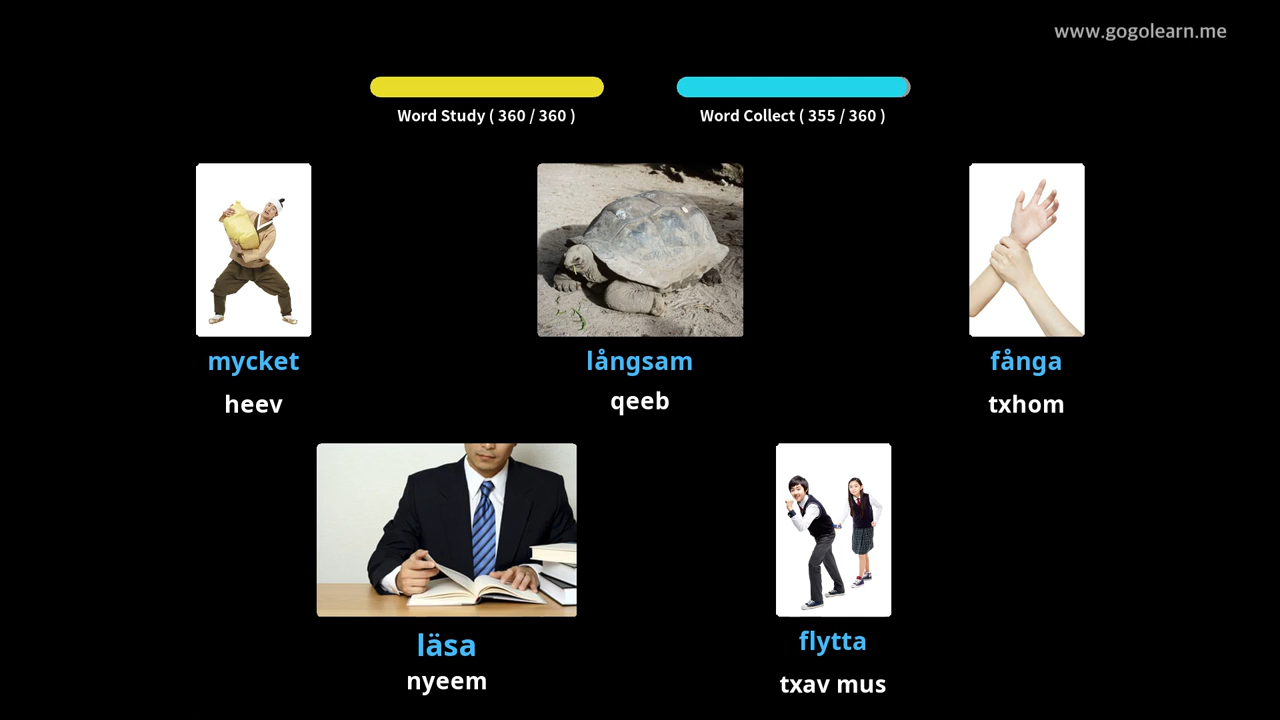 www.gogolearn.me
Word Study ( 360 / 360 )
Word Collect ( 355 / 360 )
mycket
heev
långsam
qeeb
fånga
txhom
läsa
nyeem
flytta
txav mus